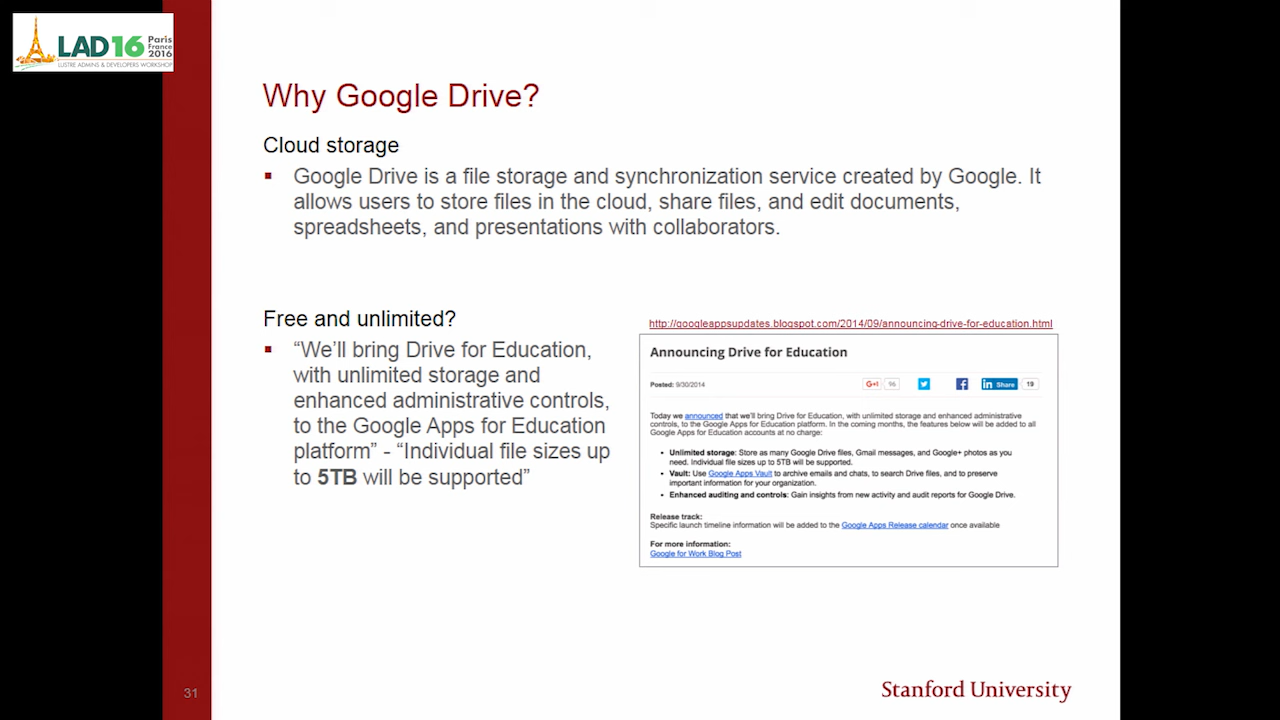 LAD16 Paris
France
2016
LUSTRE ADMINS & DEVELOPERS WORKSHOP
Why Google Drive?
Cloud storage
Google Drive is a file storage and synchronization service created by Google. It
allows users to store files in the cloud, share files, and edit documents,
spreadsheets, and presentations with collaborators.
Free and unlimited?
“We’ll bring Drive for Education,
with unlimited storage and
enhanced administrative controls,
to the Google Apps for Education
platform” - “Individual file sizes up
to 5TB will be supported”
http://googleappsupdates.blogspot.com/2014/09/announcing-drive-for-education.html
Announcing Drive for Education
Posted: 9/30/2014
G+1 96 in Share 19
Today we announced that we'll bring Drive for Education, with unlimited storage and enhanced administrative
controls, to the Google Apps for Education platform. In the coming months, the features below will be added to all
Google Apps for Education accounts at no charge:
Unlimited storage: Store as many Google Drive files, Gmail messages, and Google+ photos as you
need. Individual file sizes up to 5TB will be supported.
Vault: Use Google Apps Vault to archive emails and chats, to search Drive files, and to preserve
important information for your organization.
Enhanced auditing and controls: Gain insights from new activity and audit reports for Google Drive.
Release track:
Specific launch timeline information will be added to the Google Apps Release calendar once available
For more information:
Google for Work Blog Post
31
Stanford University